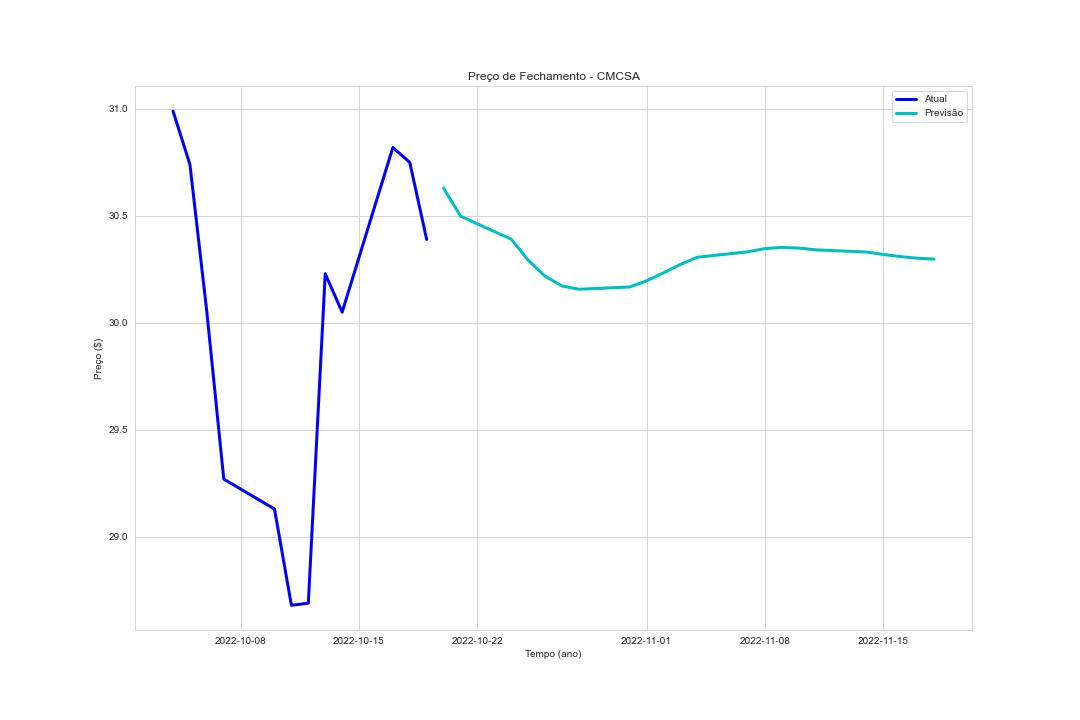 Preço de Fechamento - CMCSA
Atual
Previsão
31.0
30.5
30.0
29.5
29.0
Preço ($)
2022-10-08 2022-10-15 2022-10-22 2022-11-01 2022-11-08 2022-11-15
Tempo (ano)